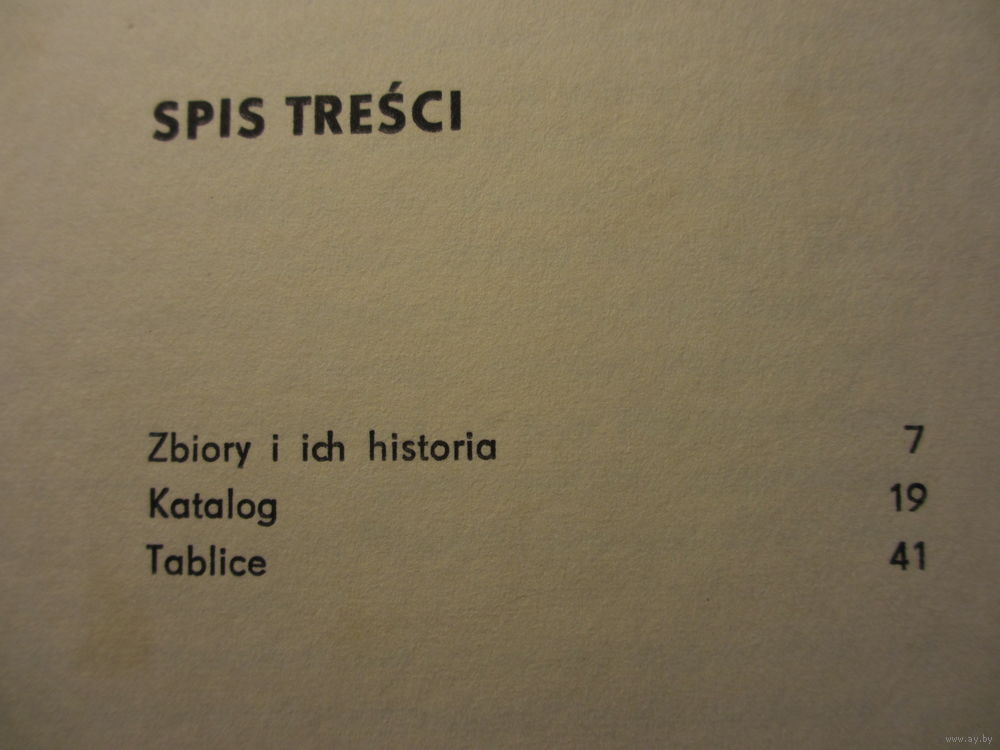 SPIS TREŚCI
Zbiory i ich historia 7
Katalog 19
Tablice 41
www.ay.by